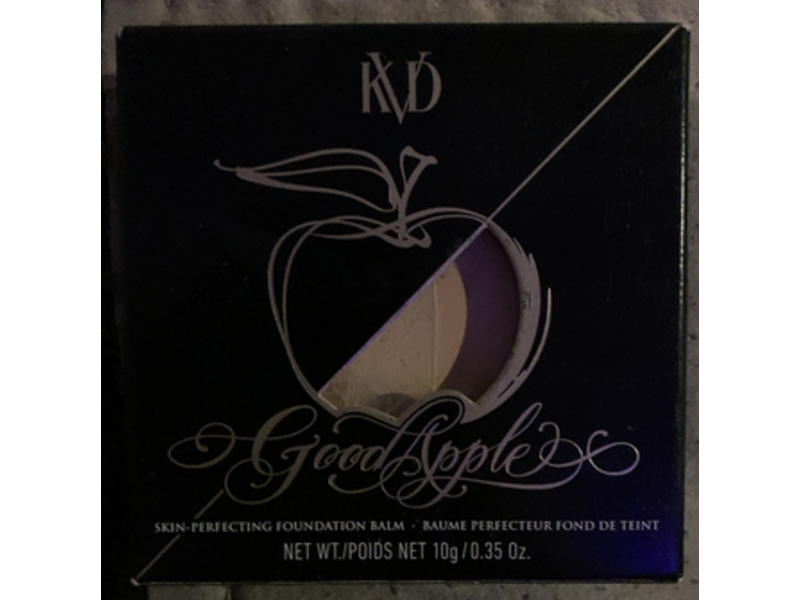 KVD
Good Apple
SKIN-PERFECTING FOUNDATION BALM · BAUME PERFECTEUR FOND DE TEINT
NET WT./POIDS NET 10g/0.35 Oz.